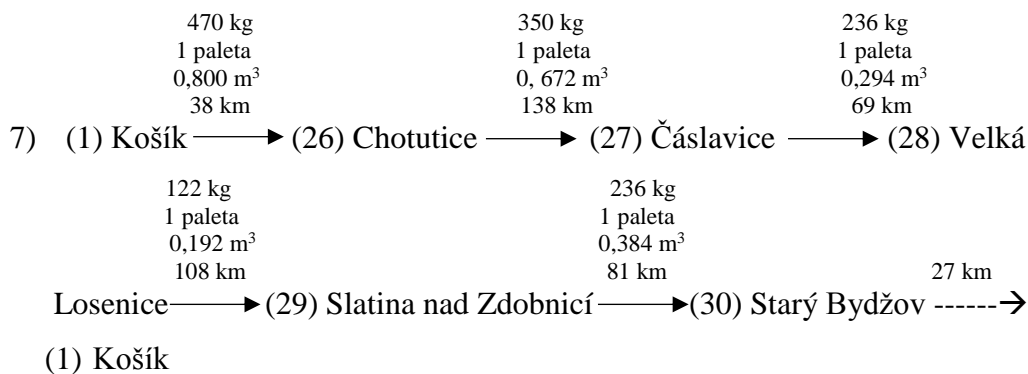 470 kg 350 kg 236 kg
1 paleta 1 paleta 1 paleta
0,800 m³ 0, 672 m³ 0,294 m³
38 km 138 km 69 km
7) (1) Košík → (26) Chotutice → (27) Čáslavice → (28) Velká
122 kg 236 kg
1 paleta 1 paleta
0,192 m³ 0,384 m³
108 km 81 km 27 km
Losenice → (29) Slatina nad Zdobnicí → (30) Starý Bydžov ------→
(1) Košík